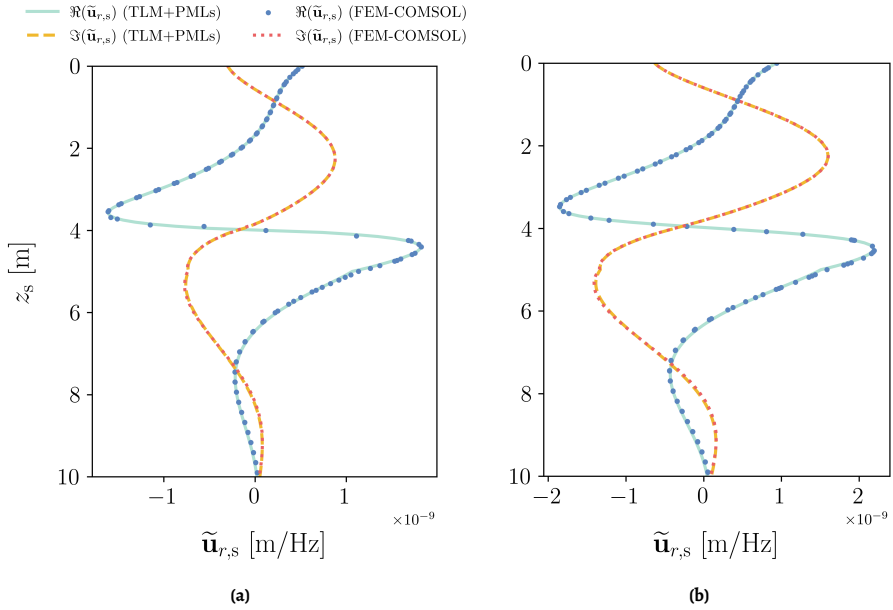 ℜ(ũ_{r,s}) (TLM+PMLs) ℜ(ũ_{r,s}) (FEM-COMSOL)
ℑ(ũ_{r,s}) (TLM+PMLs) ℑ(ũ_{r,s}) (FEM-COMSOL)
0 0
2 2
4 4
z_s [m]
6 6
8 8
10 10
−1 0 1 −2 −1 0 1 2
×10⁻⁹ ×10⁻⁹
ũ_{r,s} [m/Hz] ũ_{r,s} [m/Hz]
(a) (b)